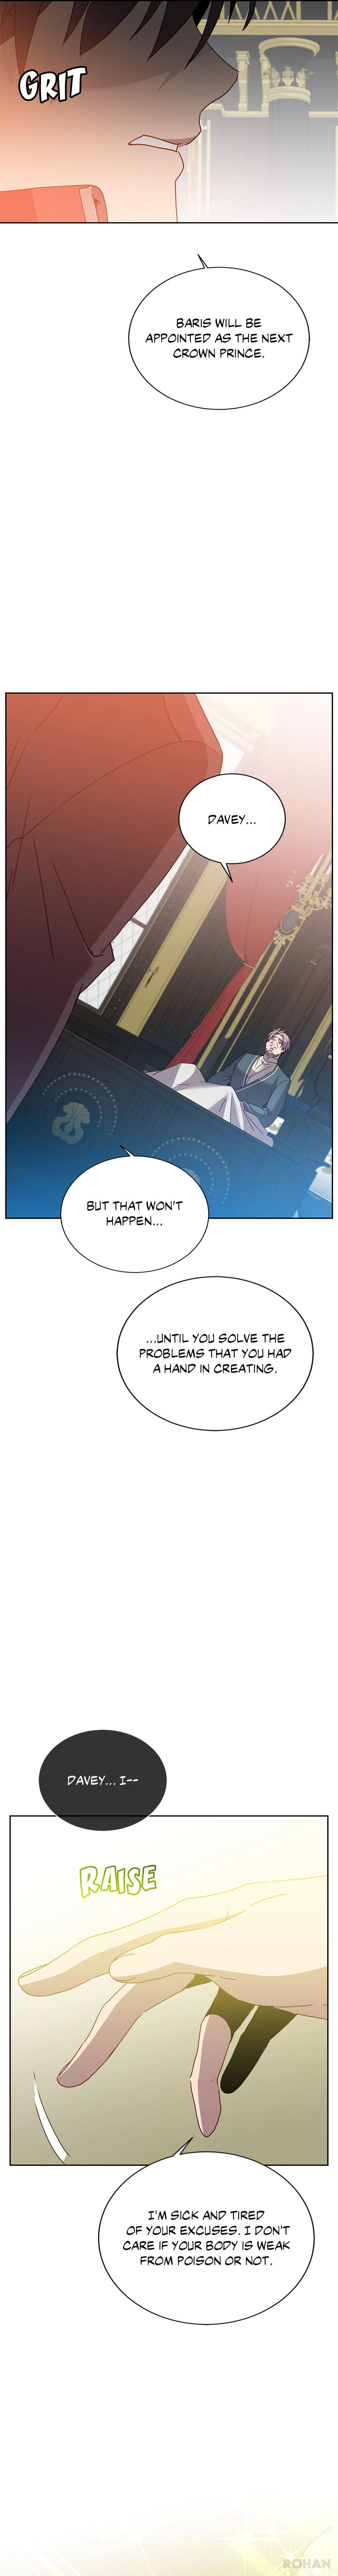 GRIT
BARIS WILL BE
APPOINTED AS THE NEXT
CROWN PRINCE.
DAVEY...
BUT THAT WON'T
HAPPEN...
...UNTIL YOU SOLVE THE
PROBLEMS THAT YOU HAD
A HAND IN CREATING.
DAVEY... I--
RAISE
I'M SICK AND TIRED
OF YOUR EXCUSES. I DON'T
CARE IF YOUR BODY IS WEAK
FROM POISON OR NOT.
ROHAN